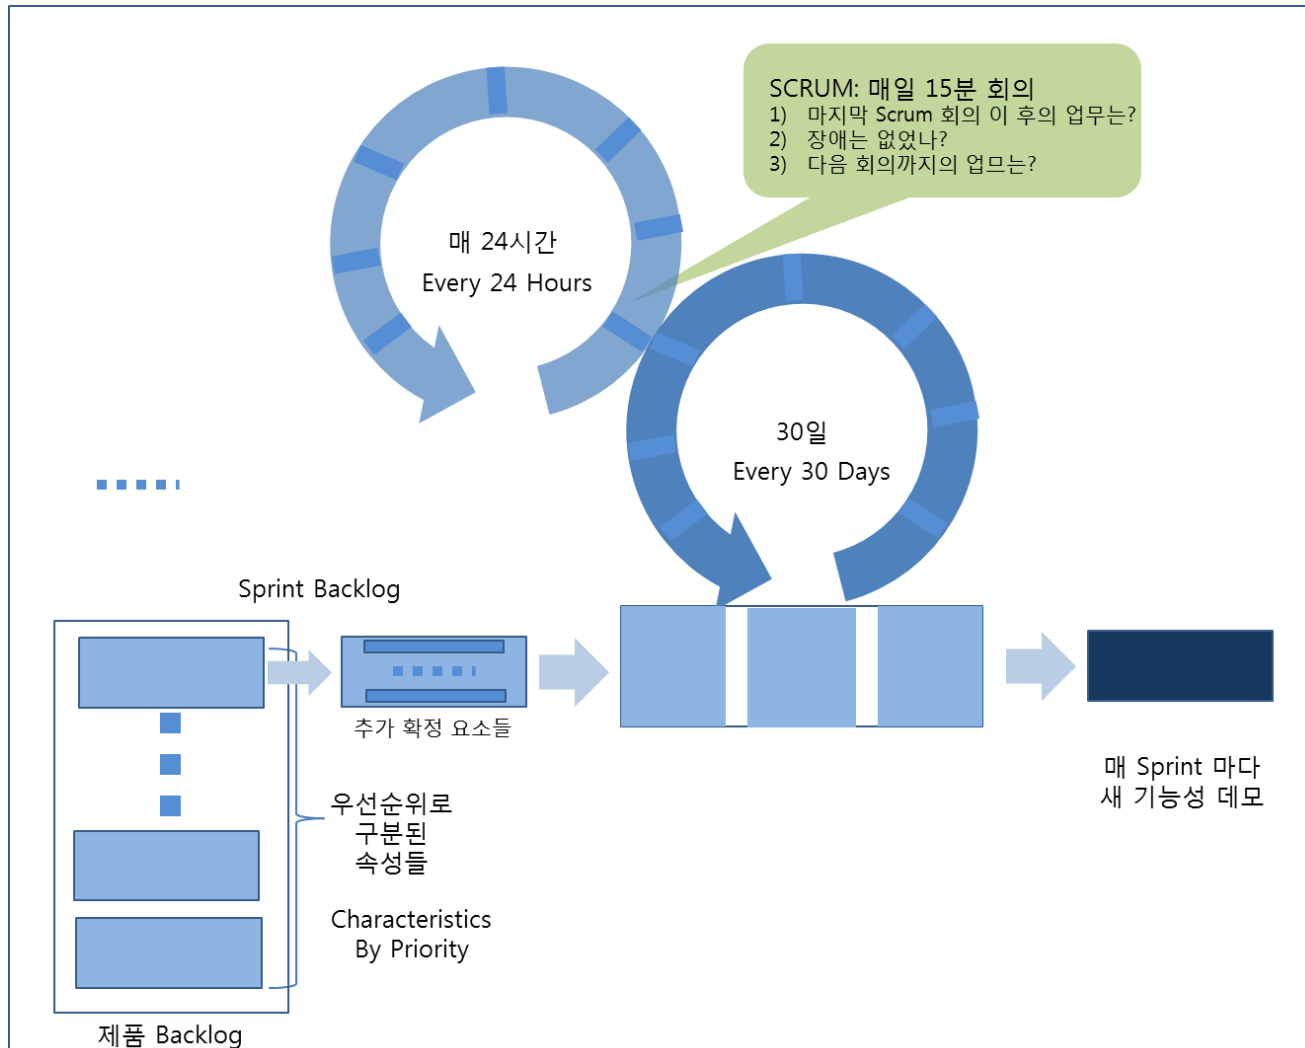 SCRUM: 매일 15분 회의
1) 마지막 Scrum 회의 이 후의 업무는?
2) 장애는 없었나?
3) 다음 회의까지의 업므는?
매 24시간
Every 24 Hours
30일
Every 30 Days
Sprint Backlog
추가 확정 요소들
우선순위로
구분된
속성들
Characteristics
By Priority
제품 Backlog
매 Sprint 마다
새 기능성 데모